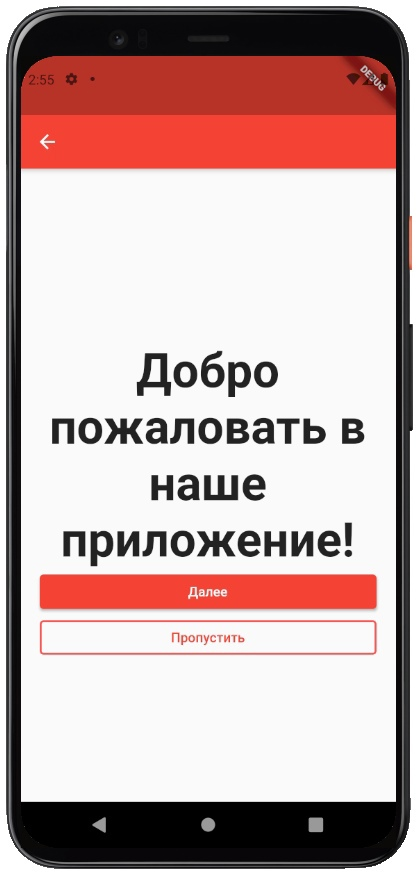 2:55
DEBUG
Добро
пожаловать в
наше
приложение!
Далее
Пропустить